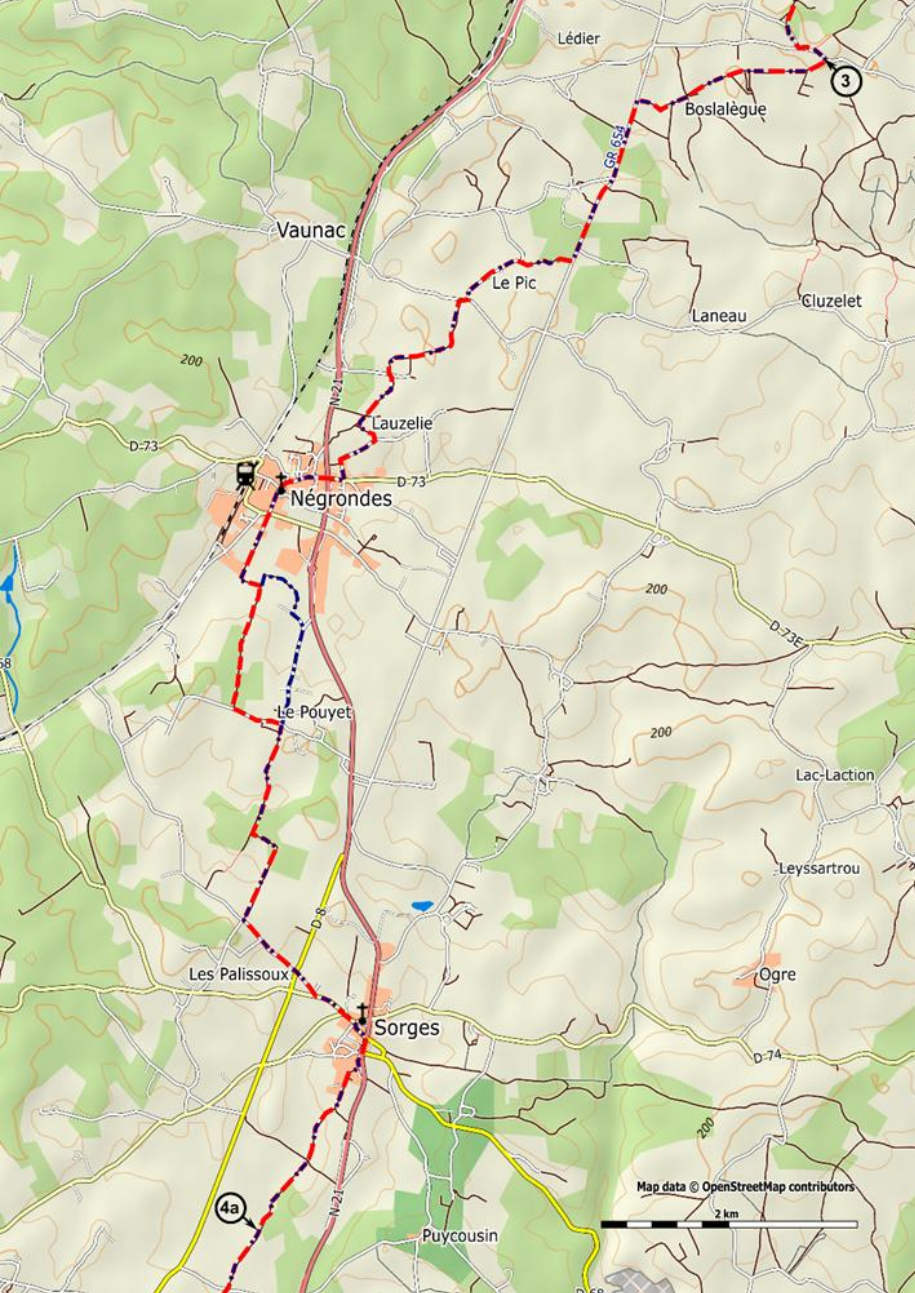 Lédier
3
Boslalègue
GR 654
Vaunac
Le Pic
Cluzelet
Laneau
200
N 21
Lauzelie
D 73
D 73
Négrondes
200
D 73E
68
Le Pouyet
200
Lac-Laction
Leyssartrou
D 8
Les Palissoux
Ogre
Sorges
D 74
200
Map data © OpenStreetMap contributors
4a
N 21
2 km
Puycousin
D 68